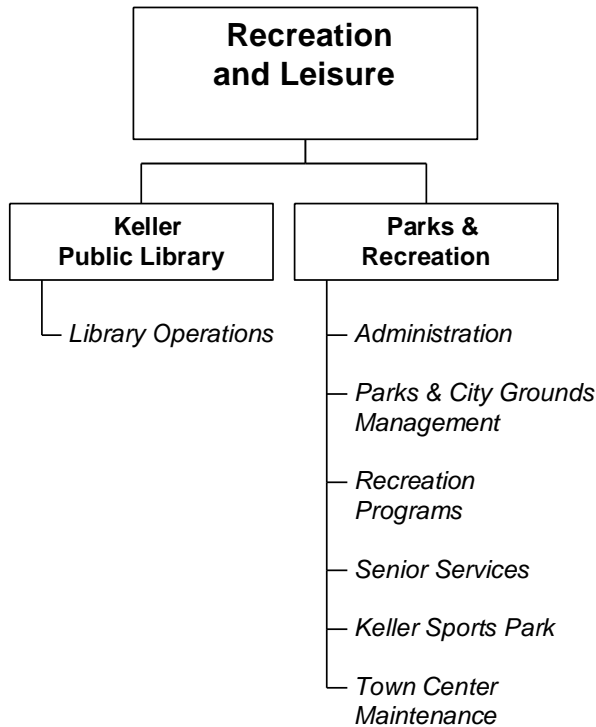 Recreation
and Leisure
Keller
Public Library
Library Operations
Parks &
Recreation
Administration
Parks & City Grounds
Management
Recreation
Programs
Senior Services
Keller Sports Park
Town Center
Maintenance